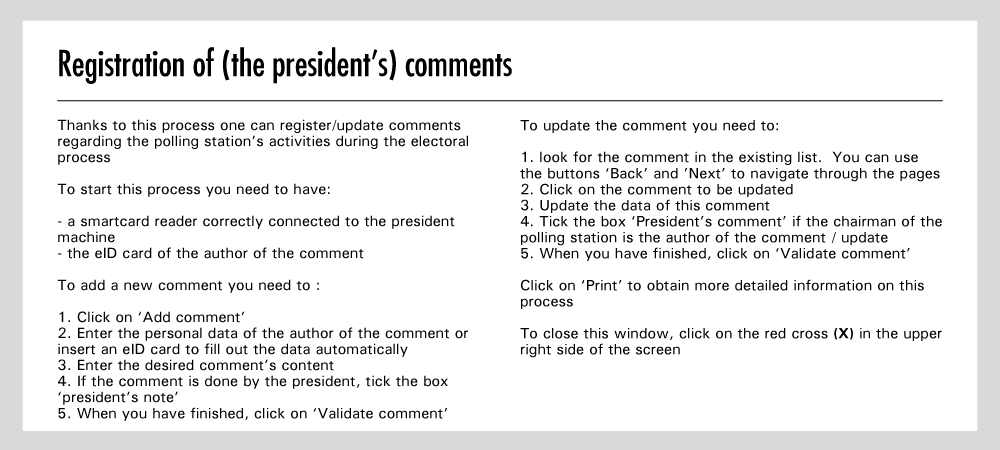 Registration of (the president's) comments
Thanks to this process one can register/update comments
regarding the polling station's activities during the electoral
process
To start this process you need to have:
- a smartcard reader correctly connected to the president
machine
- the eID card of the author of the comment
To add a new comment you need to :
1. Click on 'Add comment'
2. Enter the personal data of the author of the comment or
insert an eID card to fill out the data automatically
3. Enter the desired comment's content
4. If the comment is done by the president, tick the box
'president's note'
5. When you have finished, click on 'Validate comment'
To update the comment you need to:
1. look for the comment in the existing list.  You can use
the buttons 'Back' and 'Next' to navigate through the pages
2. Click on the comment to be updated
3. Update the data of this comment
4. Tick the box 'President's comment' if the chairman of the
polling station is the author of the comment / update
5. When you have finished, click on 'Validate comment'
Click on 'Print' to obtain more detailed information on this
process
To close this window, click on the red cross (X) in the upper
right side of the screen